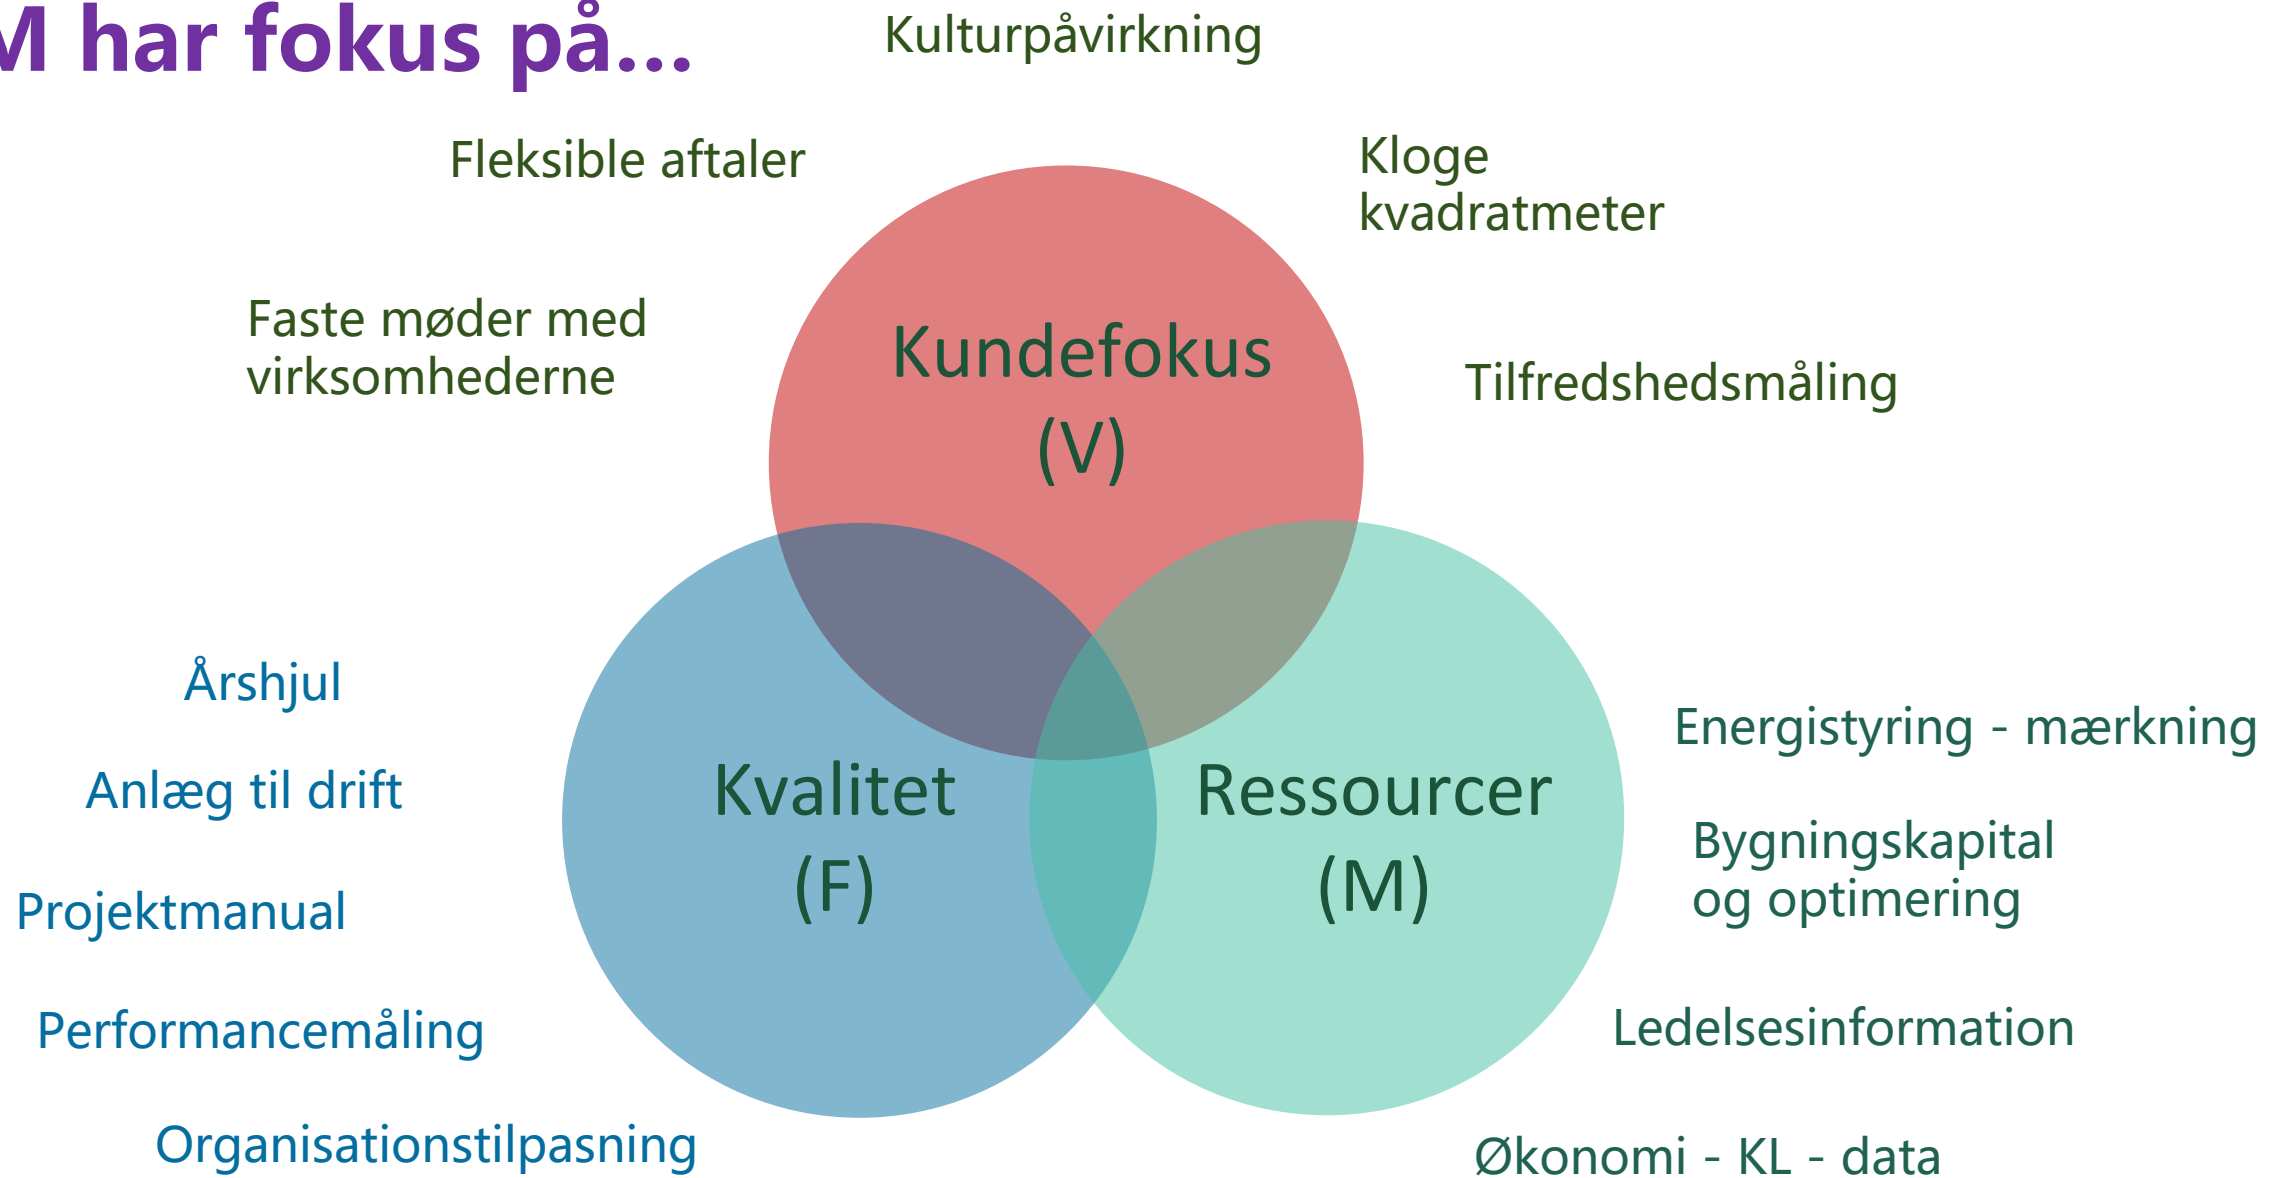 M har fokus på...
Kulturpåvirkning
Fleksible aftaler
Kloge
kvadratmeter
Faste møder med
virksomhederne
Kundefokus
(V)
Tilfredshedsmåling
Årshjul
Anlæg til drift
Projektmanual
Performancemåling
Organisationstilpasning
Kvalitet
(F)
Ressourcer
(M)
Energistyring - mærkning
Bygningskapital
og optimering
Ledelsesinformation
Økonomi - KL - data